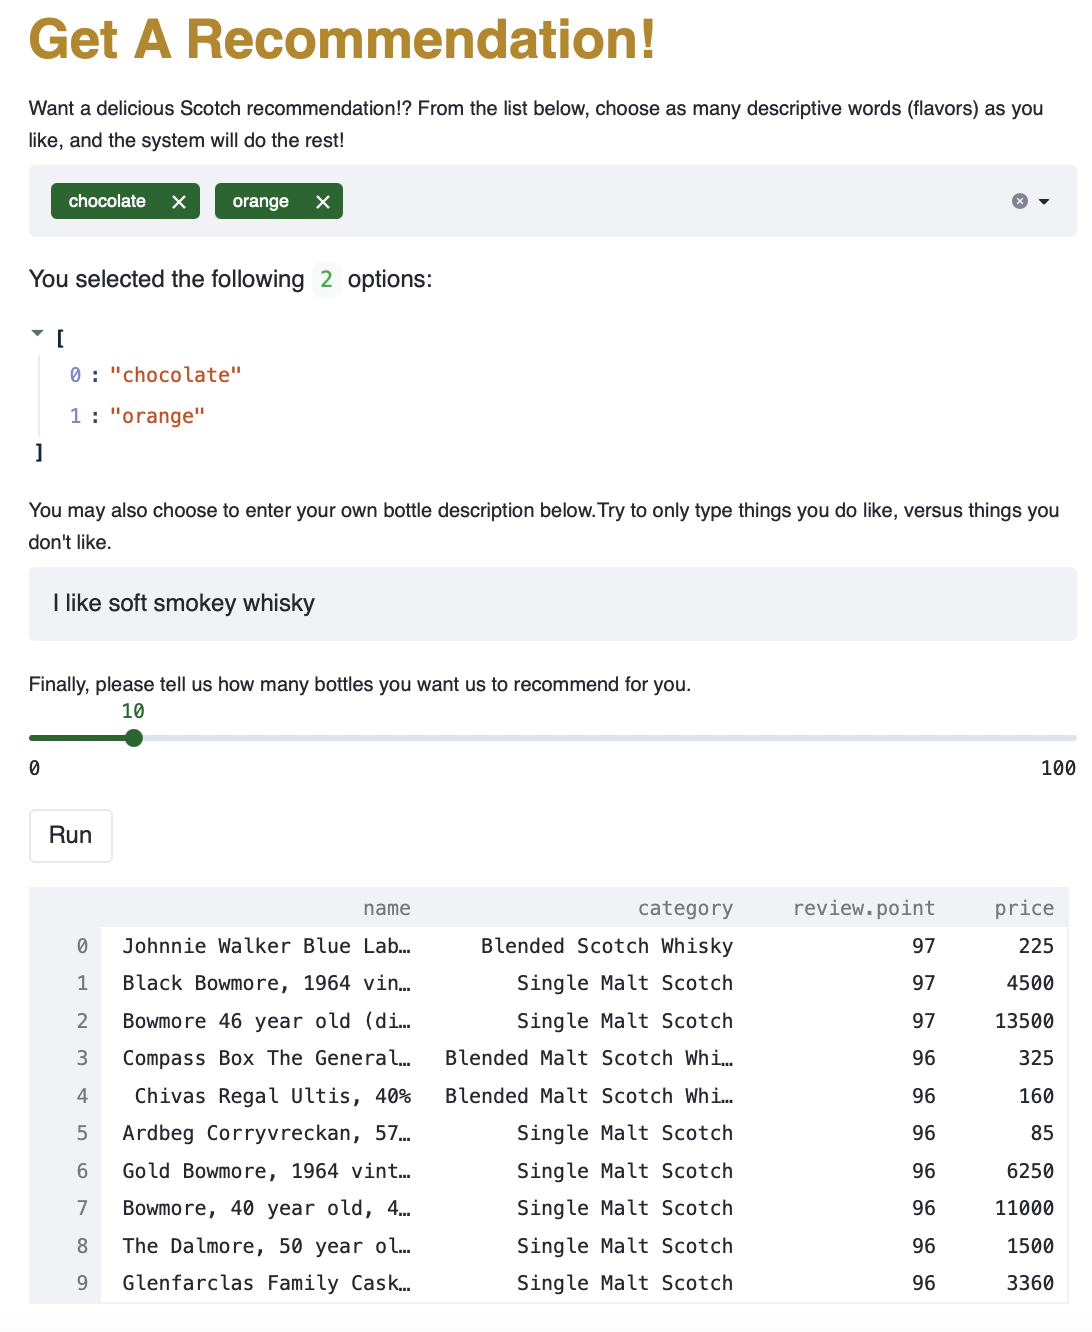 Get A Recommendation!
Want a delicious Scotch recommendation!? From the list below, choose as many descriptive words (flavors) as you
like, and the system will do the rest!
chocolate × orange ×
You selected the following 2 options:
[
0 : "chocolate"
1 : "orange"
]
You may also choose to enter your own bottle description below.Try to only type things you do like, versus things you
don't like.
I like soft smokey whisky
Finally, please tell us how many bottles you want us to recommend for you.
10
0 100
Run
name category review.point price
0 Johnnie Walker Blue Lab… Blended Scotch Whisky 97 225
1 Black Bowmore, 1964 vin… Single Malt Scotch 97 4500
2 Bowmore 46 year old (di… Single Malt Scotch 97 13500
3 Compass Box The General… Blended Malt Scotch Whi… 96 325
4 Chivas Regal Ultis, 40% Blended Malt Scotch Whi… 96 160
5 Ardbeg Corryvreckan, 57… Single Malt Scotch 96 85
6 Gold Bowmore, 1964 vint… Single Malt Scotch 96 6250
7 Bowmore, 40 year old, 4… Single Malt Scotch 96 11000
8 The Dalmore, 50 year ol… Single Malt Scotch 96 1500
9 Glenfarclas Family Cask… Single Malt Scotch 96 3360